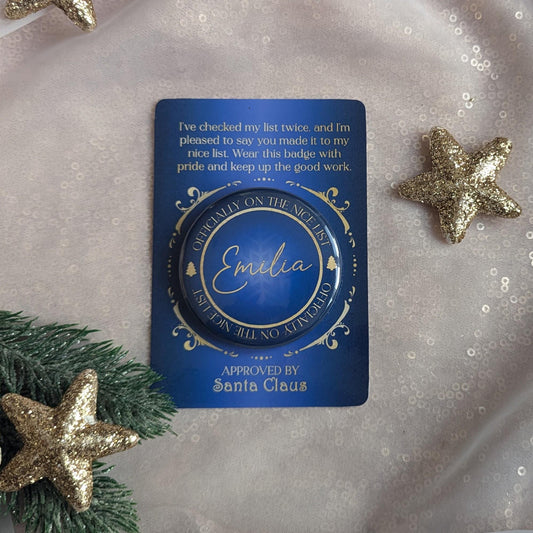 I've checked my list twice, and I'm
pleased to say you made it to my
nice list. Wear this badge with
pride and keep up the good work.
OFFICIALLY ON THE NICE LIST
Emilia
OFFICIALLY ON THE NICE LIST
APPROVED BY
Santa Claus